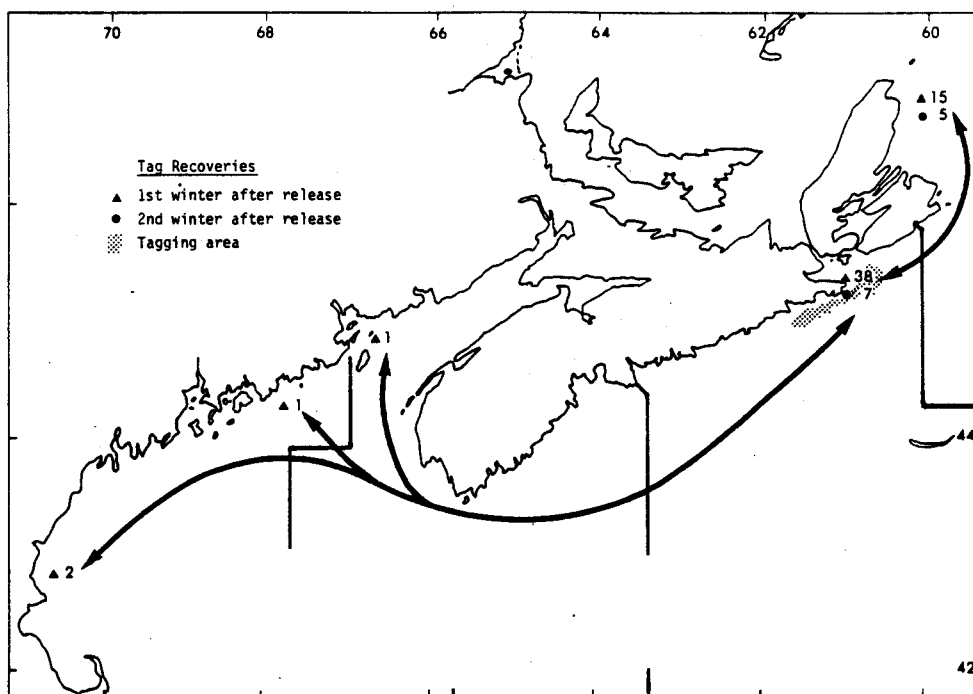 70 68 66 64 62 60
15
5
Tag Recoveries
1st winter after release
2nd winter after release
Tagging area
38
7
1
1
44
2
42